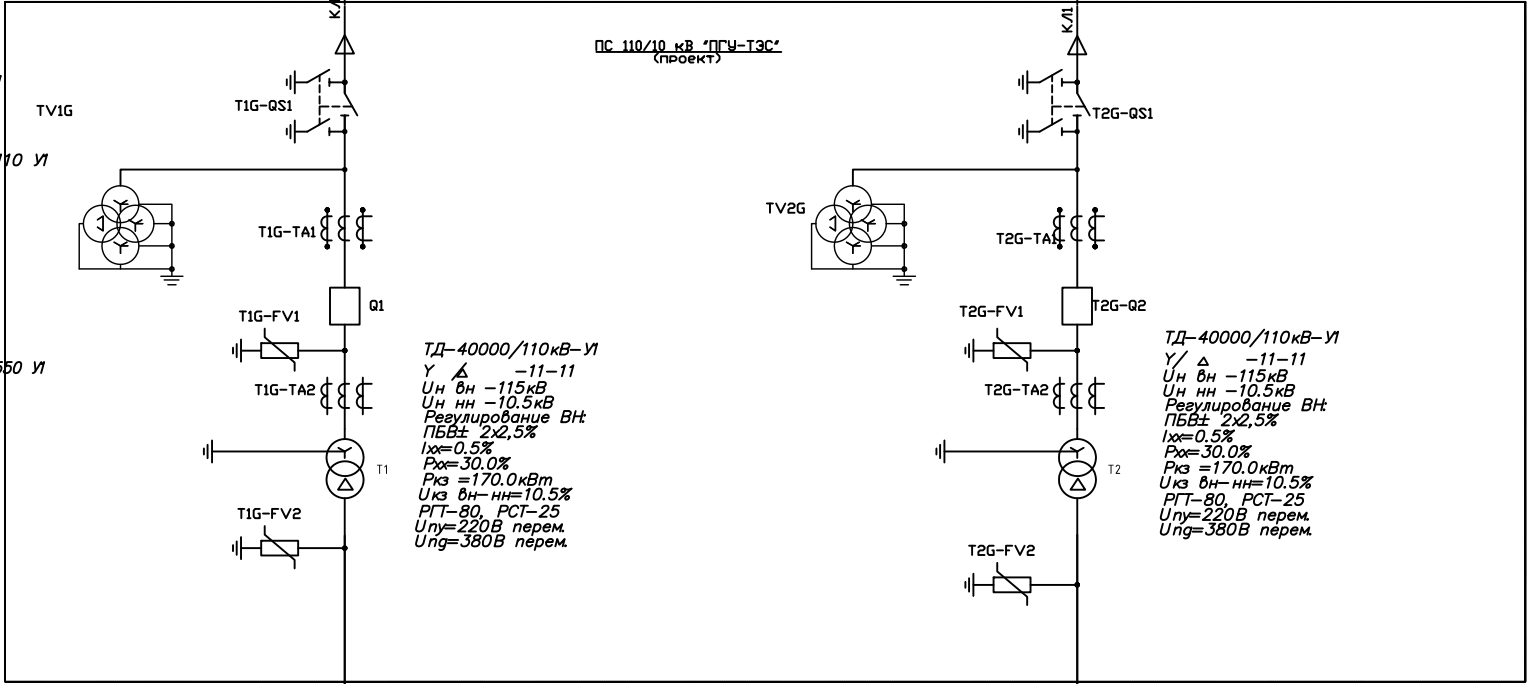 КЛ1
ПС 110/10 кВ "ПГУ-ТЭС"
(проект)
TV1G
T1G-QS1
T2G-QS1
110 У1
TV2G
T1G-TA1
T2G-TA1
Q1
T2G-Q2
T1G-FV1
T2G-FV1
550 У1
T1G-TA2
T2G-TA2
T1
T2
T1G-FV2
T2G-FV2
ТД-40000/110кВ-У1
Y/ △ -11-11
Uн вн -115кВ
Uн нн -10.5кВ
Регулирование ВН:
ПБВ± 2x2,5%
Iхх=0.5%
Pхх=30.0%
Pкз =170.0кВт
Uкз вн-нн=10.5%
РГТ-80, РСТ-25
Uпу=220В перем.
Uпд=380В перем.
ТД-40000/110кВ-У1
Y/ △ -11-11
Uн вн -115кВ
Uн нн -10.5кВ
Регулирование ВН:
ПБВ± 2x2,5%
Iхх=0.5%
Pхх=30.0%
Pкз =170.0кВт
Uкз вн-нн=10.5%
РГТ-80, РСТ-25
Uпу=220В перем.
Uпд=380В перем.